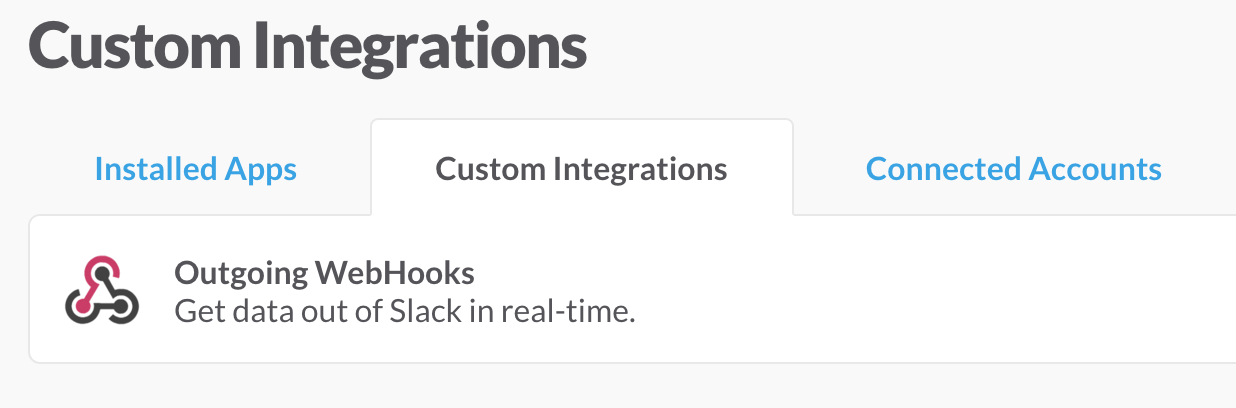 Custom Integrations
Installed Apps
Custom Integrations
Connected Accounts
Outgoing WebHooks
Get data out of Slack in real-time.